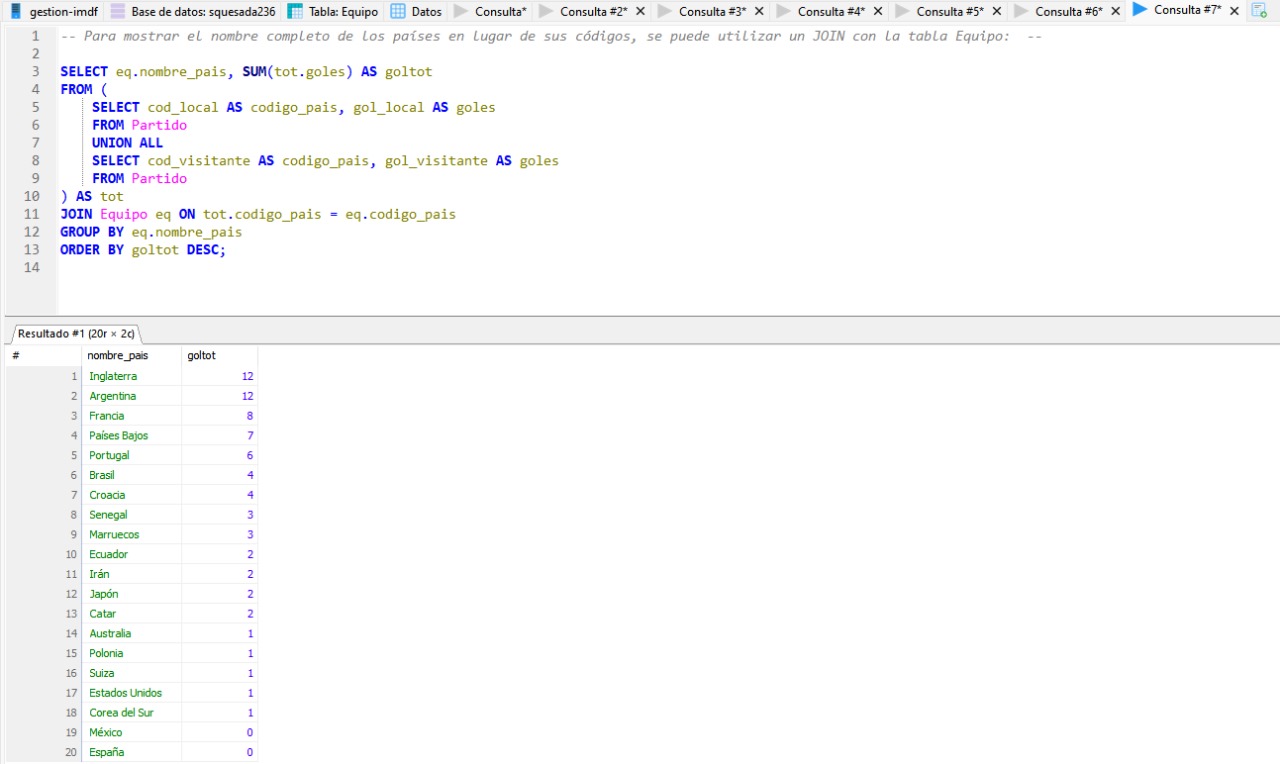 gestion-imdf Base de datos: squesada236 Tabla: Equipo Datos Consulta* Consulta #2* Consulta #3* Consulta #4* Consulta #5* Consulta #6* Consulta #7*
1 -- Para mostrar el nombre completo de los países en lugar de sus códigos, se puede utilizar un JOIN con la tabla Equipo:  --
2
3 SELECT eq.nombre_pais, SUM(tot.goles) AS goltot
4 FROM (
5 SELECT cod_local AS codigo_pais, gol_local AS goles
6 FROM Partido
7 UNION ALL
8 SELECT cod_visitante AS codigo_pais, gol_visitante AS goles
9 FROM Partido
10 ) AS tot
11 JOIN Equipo eq ON tot.codigo_pais = eq.codigo_pais
12 GROUP BY eq.nombre_pais
13 ORDER BY goltot DESC;
14
Resultado #1 (20r × 2c)
# nombre_pais goltot
1 Inglaterra 12
2 Argentina 12
3 Francia 8
4 Países Bajos 7
5 Portugal 6
6 Brasil 4
7 Croacia 4
8 Senegal 3
9 Marruecos 3
10 Ecuador 2
11 Irán 2
12 Japón 2
13 Catar 2
14 Australia 1
15 Polonia 1
16 Suiza 1
17 Estados Unidos 1
18 Corea del Sur 1
19 México 0
20 España 0